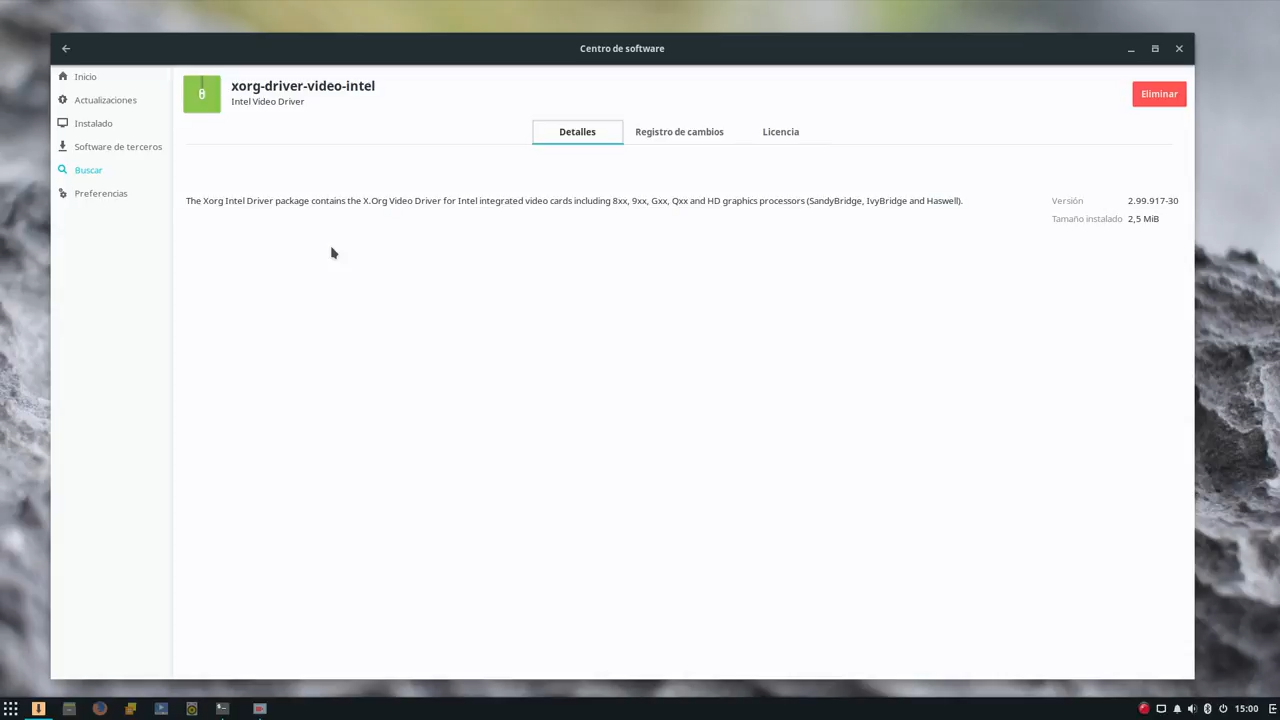 Centro de software
Inicio
Actualizaciones
Instalado
Software de terceros
Buscar
Preferencias
xorg-driver-video-intel
Intel Video Driver
Eliminar
Detalles
Registro de cambios
Licencia
The Xorg Intel Driver package contains the X.Org Video Driver for Intel integrated video cards including 8xx, 9xx, Gxx, Qxx and HD graphics processors (SandyBridge, IvyBridge and Haswell).
Versión 2.99.917-30
Tamaño instalado 2,5 MiB
15:00